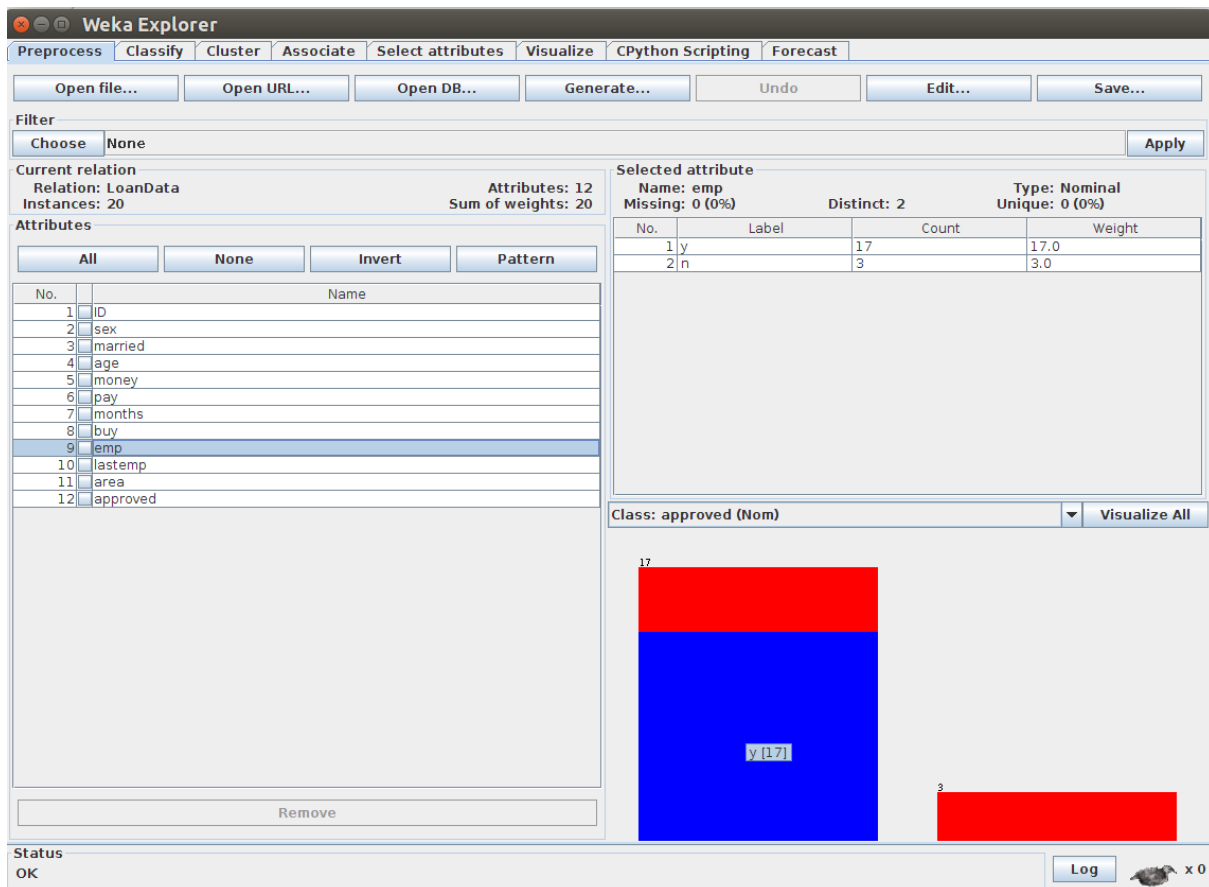 Weka Explorer
Preprocess Classify Cluster Associate Select attributes Visualize CPython Scripting Forecast
Open file... Open URL... Open DB... Generate... Undo Edit... Save...
Filter
Choose None Apply
Current relation
Relation: LoanData Attributes: 12
Instances: 20 Sum of weights: 20
Attributes
All None Invert Pattern
No. Name
1 ID
2 sex
3 married
4 age
5 money
6 pay
7 months
8 buy
9 emp
10 lastemp
11 area
12 approved
Remove
Selected attribute
Name: emp Type: Nominal
Missing: 0 (0%) Distinct: 2 Unique: 0 (0%)
No. Label Count Weight
1 y 17 17.0
2 n 3 3.0
Class: approved (Nom) Visualize All
17
y [17]
3
Status
OK Log x 0